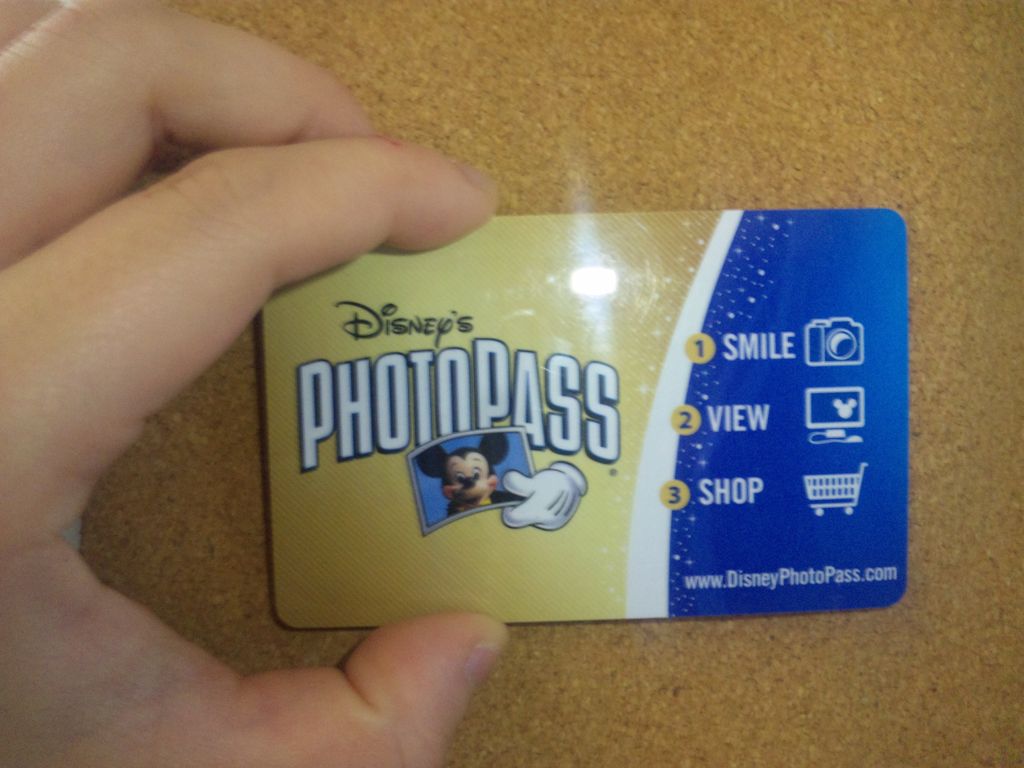 Disney's
PHOTOPASS
1 SMILE
2 VIEW
3 SHOP
www.DisneyPhotoPass.com